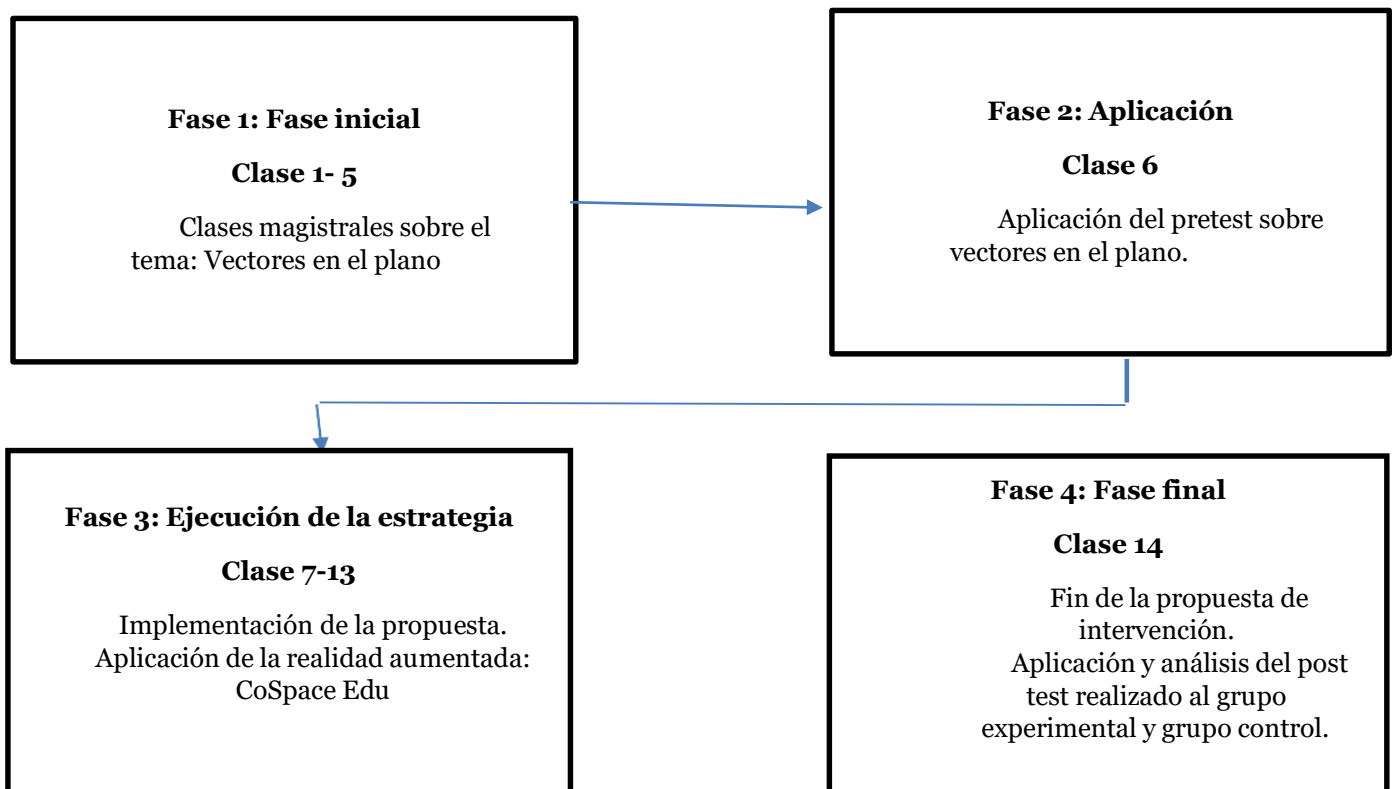 Fase 1: Fase inicial
Clase 1- 5
Clases magistrales sobre el
tema: Vectores en el plano
Fase 2: Aplicación
Clase 6
Aplicación del pretest sobre
vectores en el plano.
Fase 3: Ejecución de la estrategia
Clase 7-13
Implementación de la propuesta.
Aplicación de la realidad aumentada:
CoSpace Edu
Fase 4: Fase final
Clase 14
Fin de la propuesta de
intervención.
Aplicación y análisis del post
test realizado al grupo
experimental y grupo control.